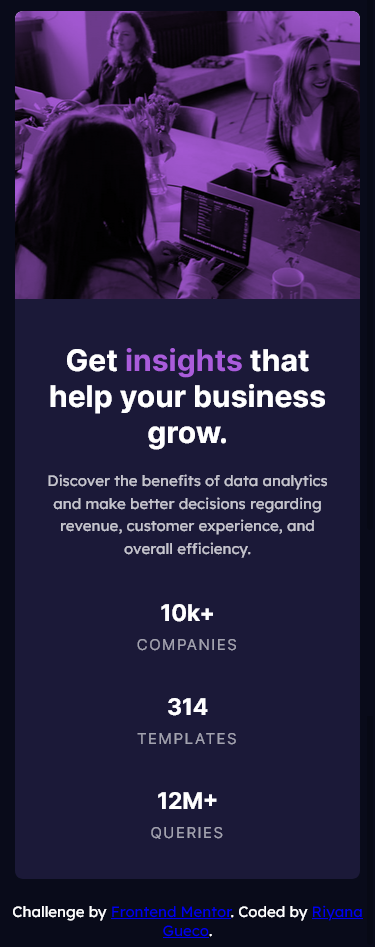 Get insights that
help your business
grow.
Discover the benefits of data analytics
and make better decisions regarding
revenue, customer experience, and
overall efficiency.
10k+
COMPANIES
314
TEMPLATES
12M+
QUERIES
Challenge by Frontend Mentor. Coded by Riyana
Gueco.